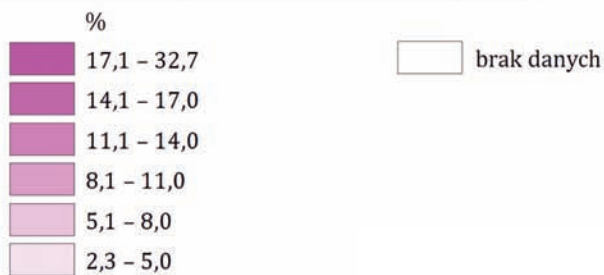 %
17,1 – 32,7
brak danych
14,1 – 17,0
11,1 – 14,0
8,1 – 11,0
5,1 – 8,0
2,3 – 5,0